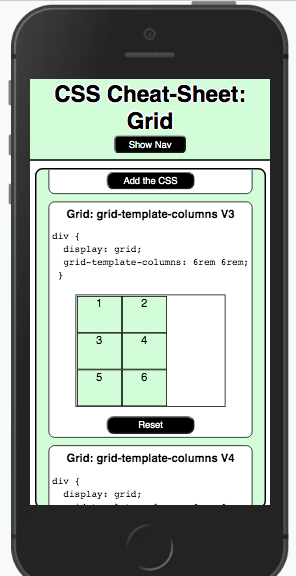 CSS Cheat-Sheet:
Grid
Show Nav
Add the CSS
Grid: grid-template-columns V3
div {
display: grid;
grid-template-columns: 6rem 6rem;
}
1 2
3 4
5 6
Reset
Grid: grid-template-columns V4
div {
display: grid;